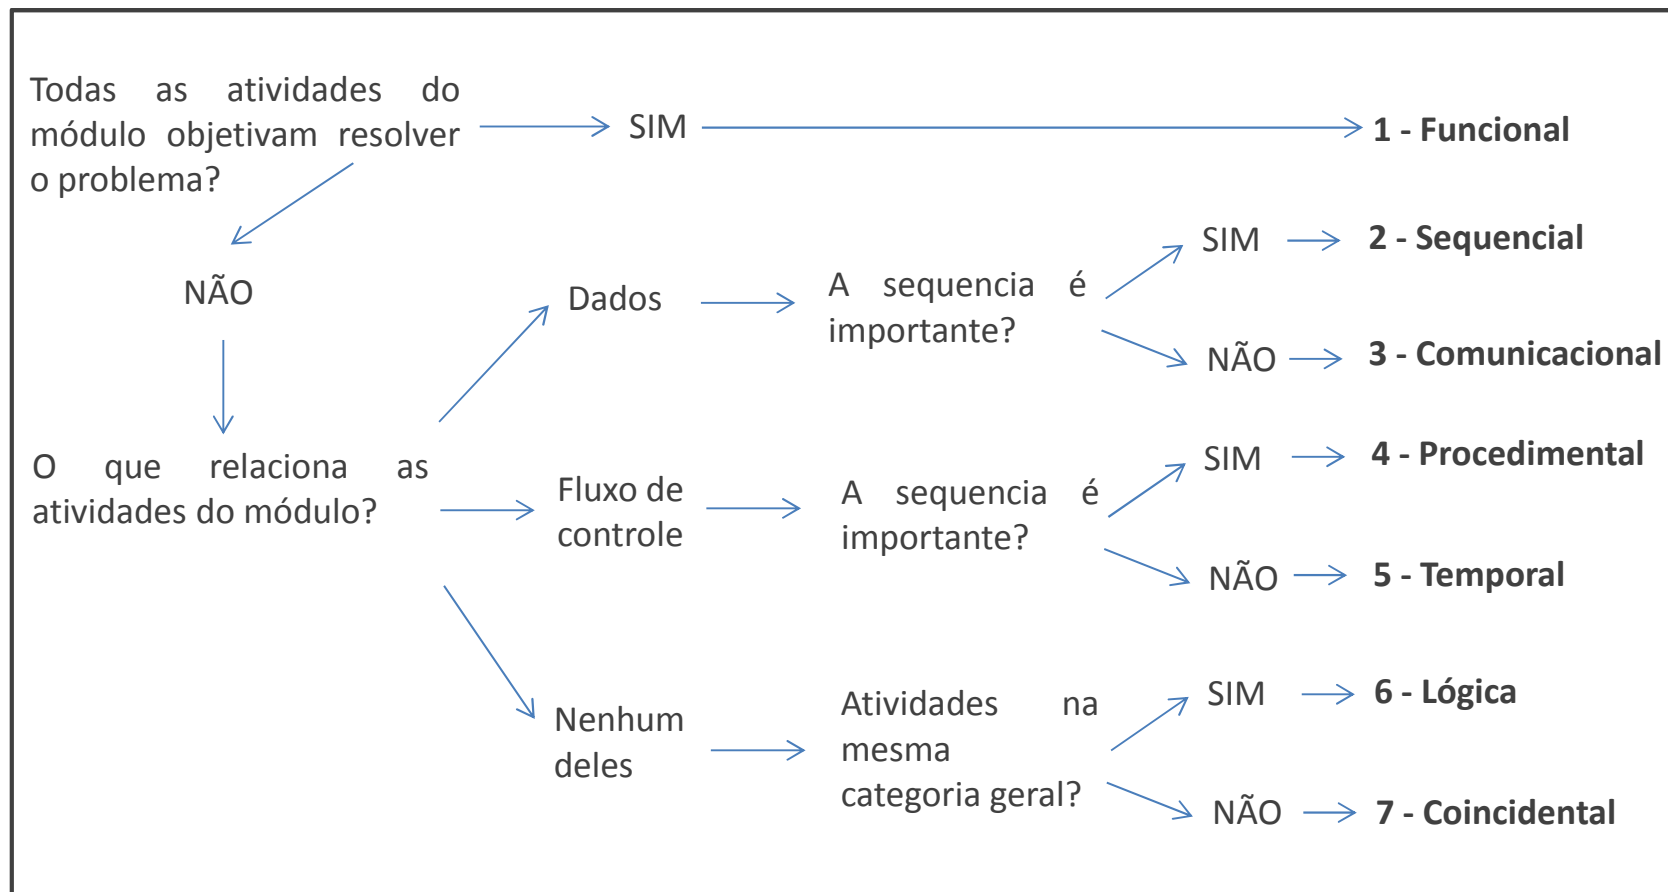 Todas as atividades do
módulo objetivam resolver
o problema?
SIM
1 - Funcional
NÃO
O que relaciona as
atividades do módulo?
Dados
A sequencia é
importante?
SIM
2 - Sequencial
NÃO
3 - Comunicacional
Fluxo de
controle
A sequencia é
importante?
SIM
4 - Procedimental
NÃO
5 - Temporal
Nenhum
deles
Atividades na
mesma
categoria geral?
SIM
6 - Lógica
NÃO
7 - Coincidental